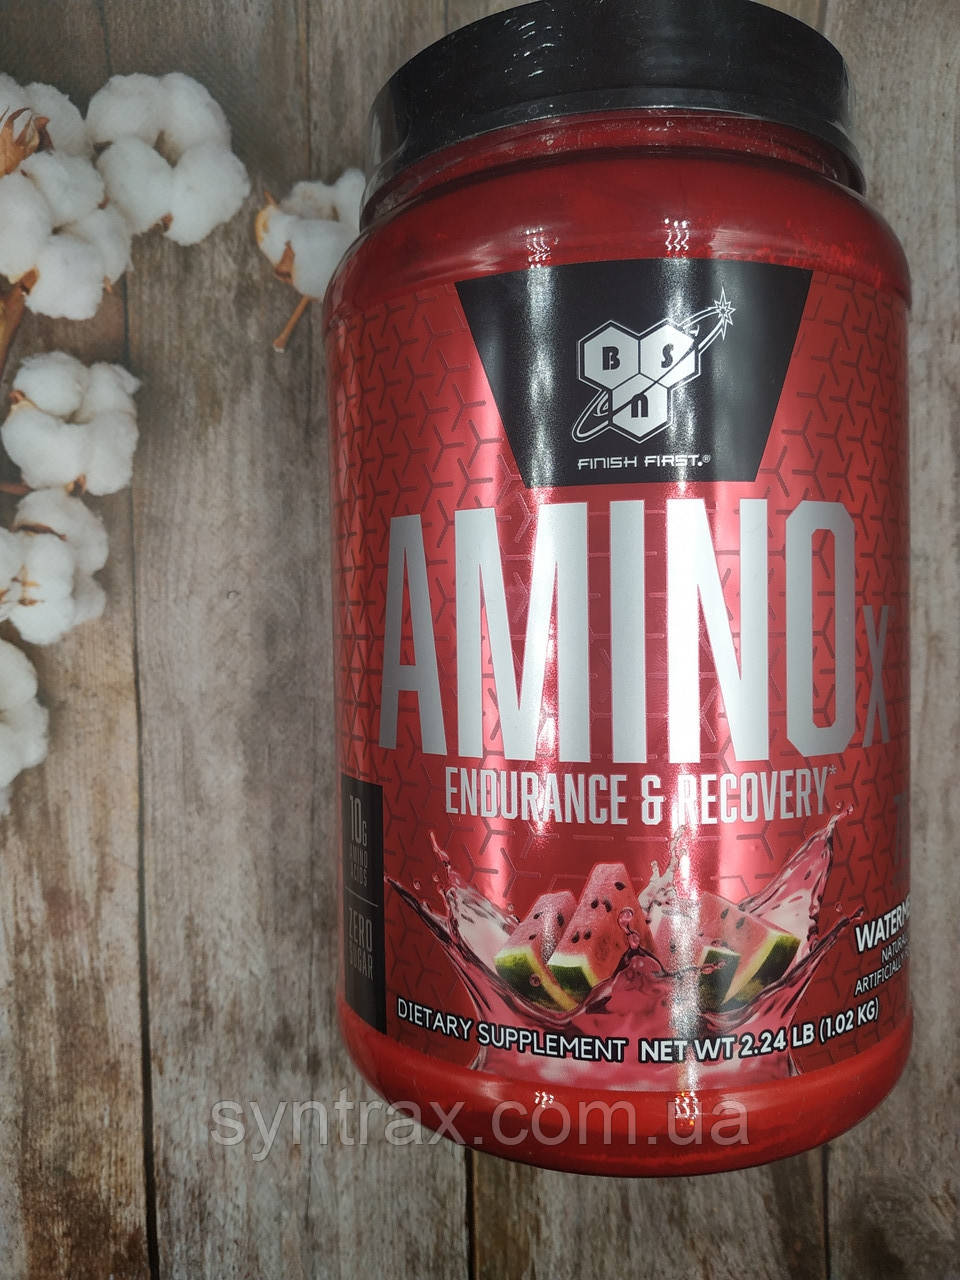 B S
n
FINISH FIRST.®
AMINOx
ENDURANCE & RECOVERY*
10G
AMINO
ACIDS
ZERO
SUGAR
DIETARY SUPPLEMENT NET WT 2.24 LB (1.02 KG)
syntrax.com.ua